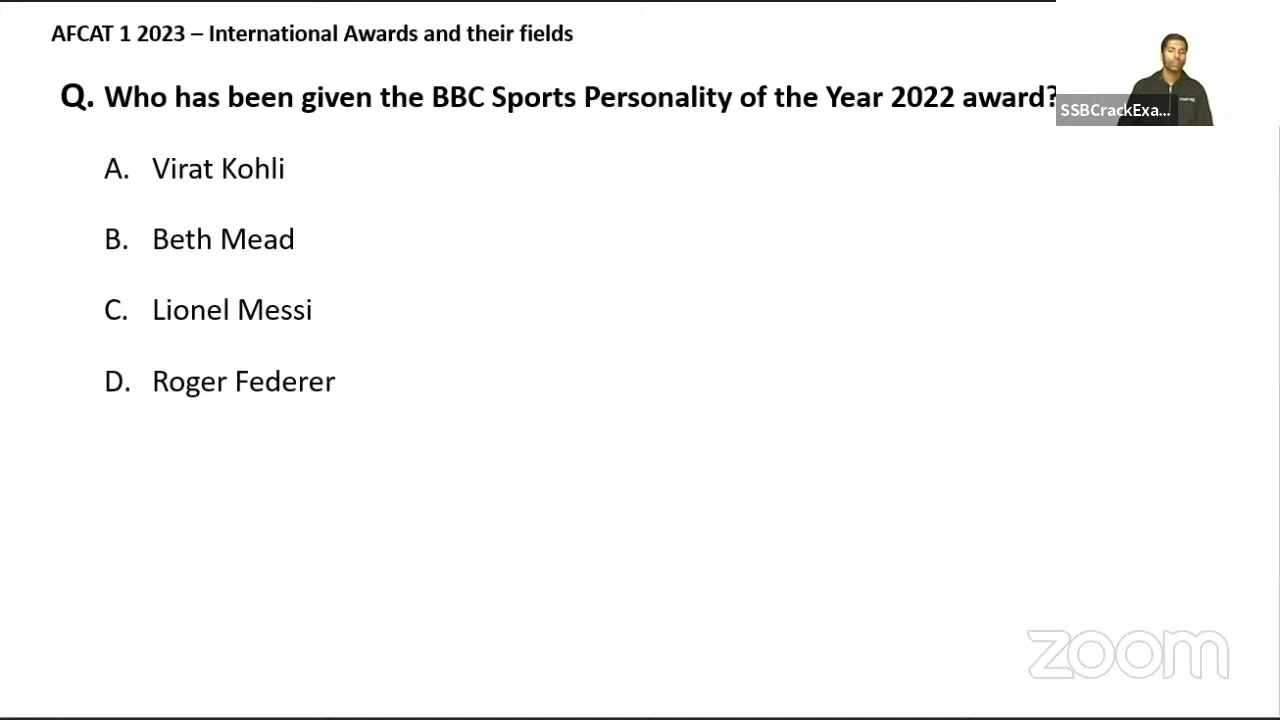 AFCAT 1 2023 – International Awards and their fields
Q. Who has been given the BBC Sports Personality of the Year 2022 award?
SSBCrackExa...
A. Virat Kohli
B. Beth Mead
C. Lionel Messi
D. Roger Federer
zoom